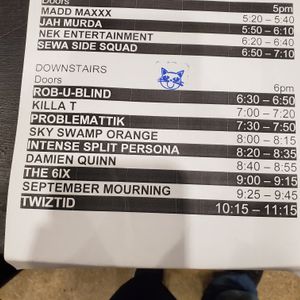 Doors 5pm
MADD MAXXX 5:20 - 5:40
JAH MURDA 5:50 - 6:10
NEK ENTERTAINMENT 6:20 - 6:40
SEWA SIDE SQUAD 6:50 - 7:10
DOWNSTAIRS
Doors 6pm
ROB-U-BLIND 6:30 - 6:50
KILLA T 7:00 - 7:20
PROBLEMATTIK 7:30 - 7:50
SKY SWAMP ORANGE 8:00 - 8:15
INTENSE SPLIT PERSONA 8:20 - 8:35
DAMIEN QUINN 8:40 - 8:55
THE 6IX 9:00 - 9:15
SEPTEMBER MOURNING 9:25 - 9:45
TWIZTID 10:15 - 11:15